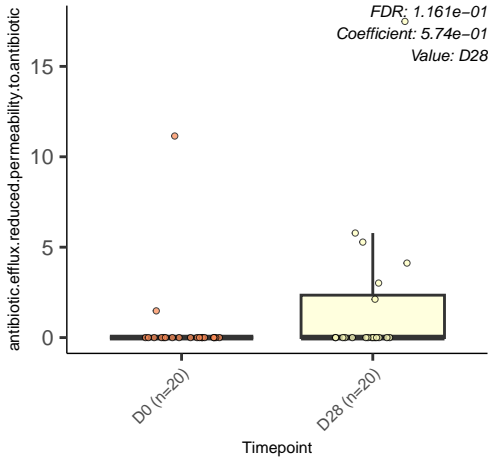 FDR: 1.161e−01
Coefficient: 5.74e−01
Value: D28
antibiotic.efflux.reduced.permeability.to.antibiotic
15
10
5
0
D0 (n=20)
D28 (n=20)
Timepoint